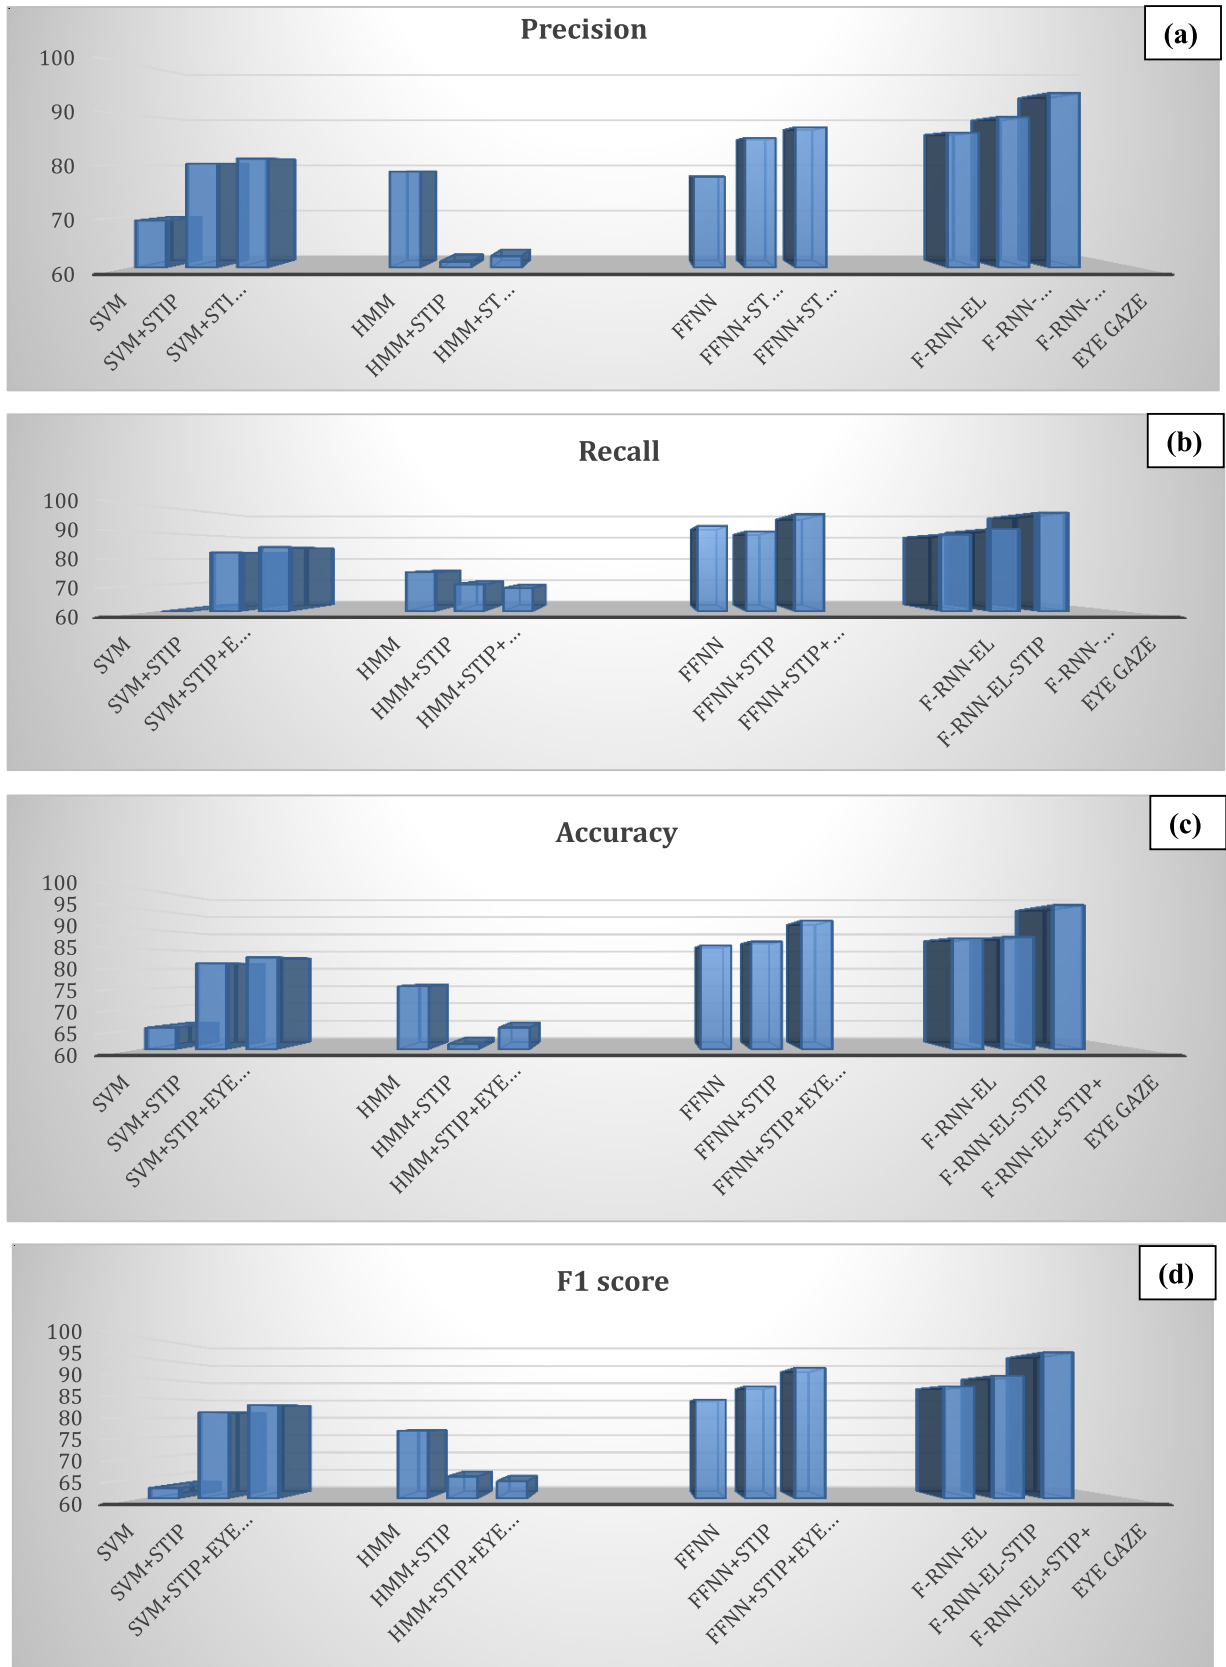 Precision
(a)
100
90
80
70
60
SVM
SVM+STIP
SVM+STI...
HMM
HMM+STIP
HMM+ST...
FFNN
FFNN+ST...
FFNN+ST...
F-RNN-EL
F-RNN-...
F-RNN-...
EYE GAZE
Recall
(b)
100
90
80
70
60
SVM
SVM+STIP
SVM+STIP+E...
HMM
HMM+STIP
HMM+STIP+...
FFNN
FFNN+STIP
FFNN+STIP+...
F-RNN-EL
F-RNN-EL-STIP
F-RNN-...
EYE GAZE
Accuracy
(c)
100
95
90
85
80
75
70
65
60
SVM
SVM+STIP
SVM+STIP+EYE...
HMM
HMM+STIP
HMM+STIP+EYE...
FFNN
FFNN+STIP
FFNN+STIP+EYE...
F-RNN-EL
F-RNN-EL-STIP
F-RNN-EL+STIP+
EYE GAZE
F1 score
(d)
100
95
90
85
80
75
70
65
60
SVM
SVM+STIP
SVM+STIP+EYE...
HMM
HMM+STIP
HMM+STIP+EYE...
FFNN
FFNN+STIP
FFNN+STIP+EYE...
F-RNN-EL
F-RNN-EL-STIP
F-RNN-EL+STIP+
EYE GAZE